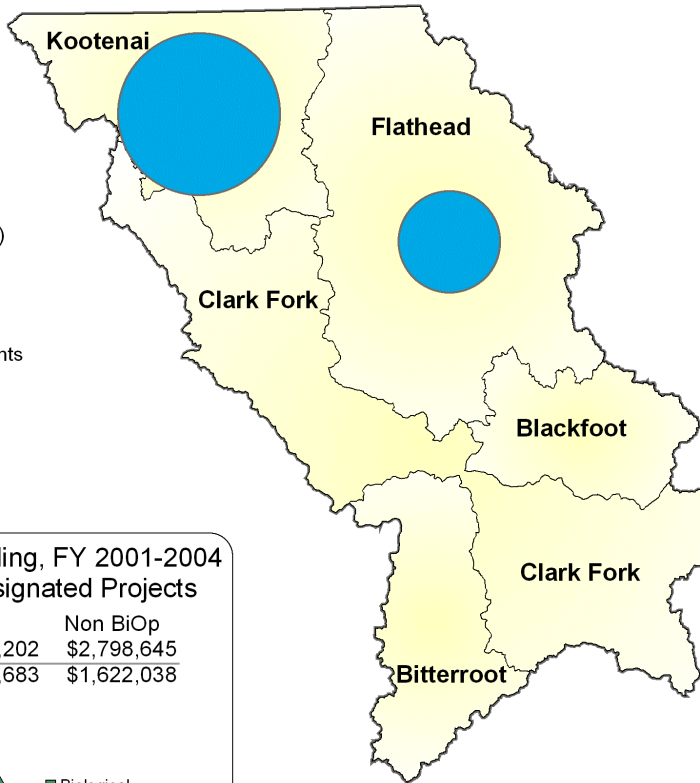 Kootenai
Flathead
)
nts
Clark Fork
Blackfoot
ling, FY 2001-2004
signated Projects
Non BiOp
,202 $2,798,645
,683 $1,622,038
Clark Fork
Bitterroot
Biological